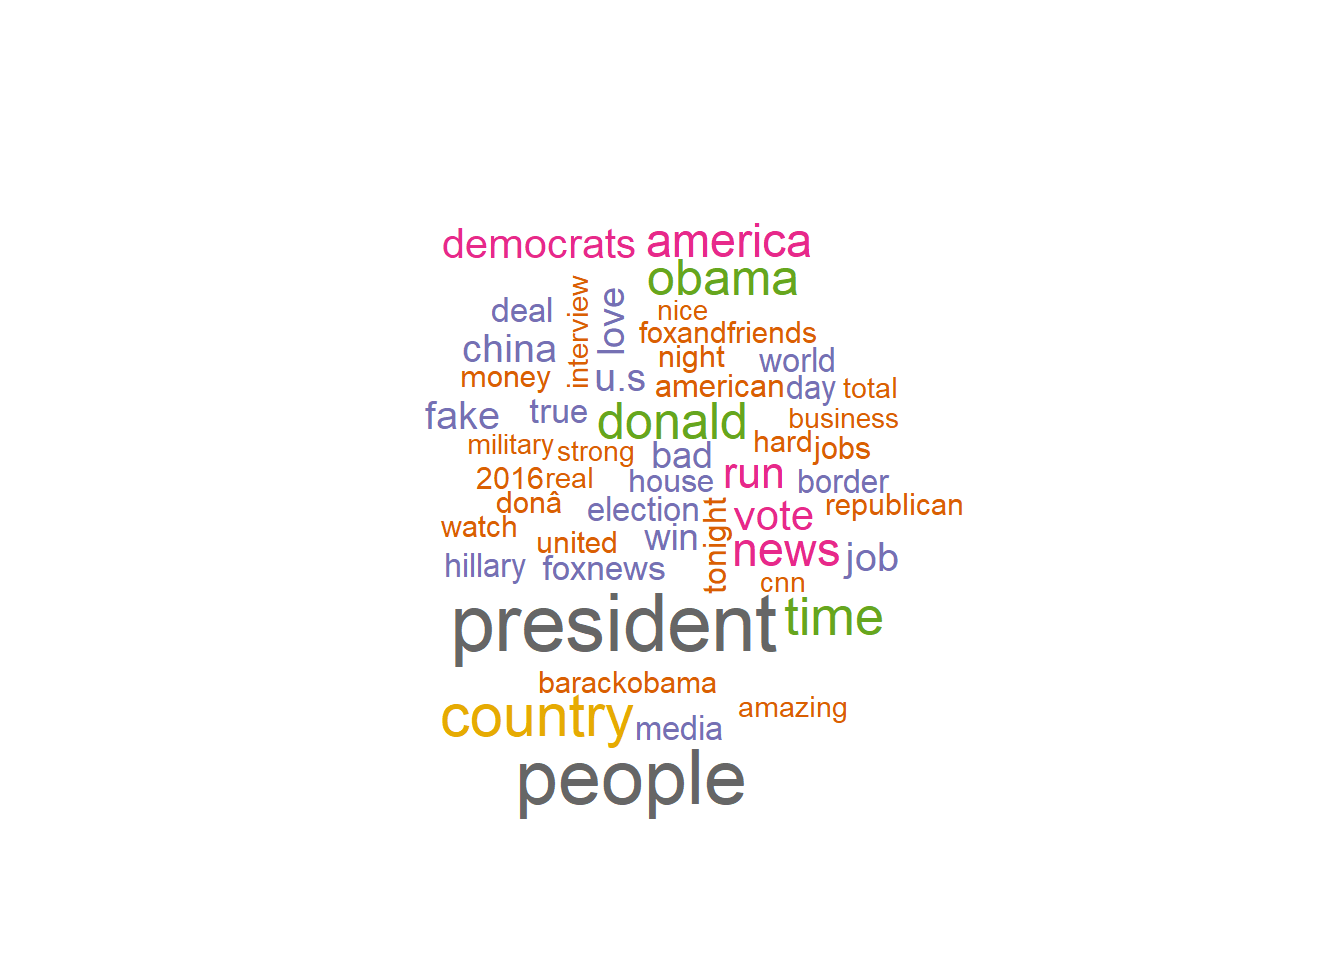 democrats america
obama
deal interview love nice
foxandfriends
china night world
money u.s american day total
fake true donald business
military strong bad hard jobs
2016 real house run border
donâ election vote republican
watch united win tonight news job
hillary foxnews cnn
president time
barackobama
country media amazing
people